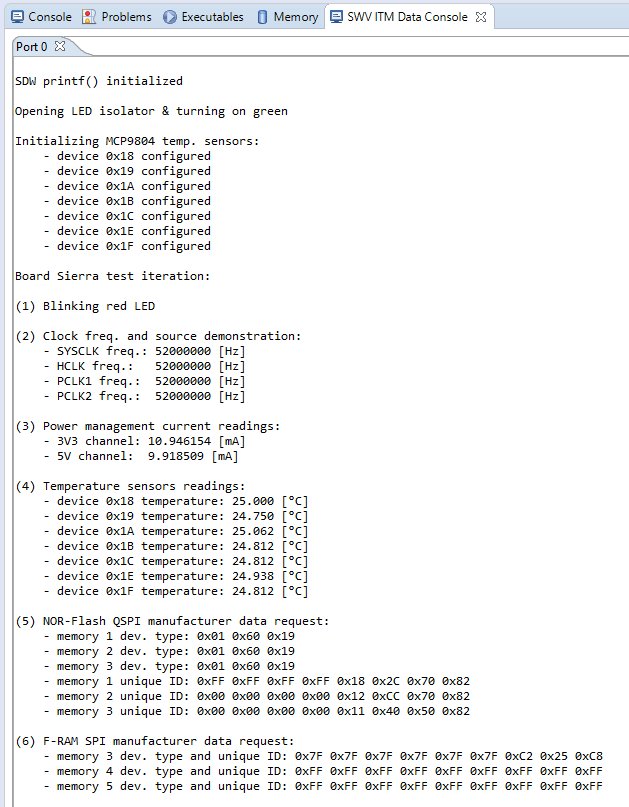 Console Problems Executables Memory SWV ITM Data Console
Port 0
SDW printf() initialized
Opening LED isolator & turning on green
Initializing MCP9804 temp. sensors:
- device 0x18 configured
- device 0x19 configured
- device 0x1A configured
- device 0x1B configured
- device 0x1C configured
- device 0x1E configured
- device 0x1F configured
Board Sierra test iteration:
(1) Blinking red LED
(2) Clock freq. and source demonstration:
- SYSCLK freq.: 52000000 [Hz]
- HCLK freq.: 52000000 [Hz]
- PCLK1 freq.: 52000000 [Hz]
- PCLK2 freq.: 52000000 [Hz]
(3) Power management current readings:
- 3V3 channel: 10.946154 [mA]
- 5V channel: 9.918509 [mA]
(4) Temperature sensors readings:
- device 0x18 temperature: 25.000 [°C]
- device 0x19 temperature: 24.750 [°C]
- device 0x1A temperature: 25.062 [°C]
- device 0x1B temperature: 24.812 [°C]
- device 0x1C temperature: 24.812 [°C]
- device 0x1E temperature: 24.938 [°C]
- device 0x1F temperature: 24.812 [°C]
(5) NOR-Flash QSPI manufacturer data request:
- memory 1 dev. type: 0x01 0x60 0x19
- memory 2 dev. type: 0x01 0x60 0x19
- memory 3 dev. type: 0x01 0x60 0x19
- memory 1 unique ID: 0xFF 0xFF 0xFF 0xFF 0x18 0x2C 0x70 0x82
- memory 2 unique ID: 0x00 0x00 0x00 0x00 0x12 0xCC 0x70 0x82
- memory 3 unique ID: 0x00 0x00 0x00 0x00 0x11 0x40 0x50 0x82
(6) F-RAM SPI manufacturer data request:
- memory 3 dev. type and unique ID: 0x7F 0x7F 0x7F 0x7F 0x7F 0x7F 0xC2 0x25 0xC8
- memory 4 dev. type and unique ID: 0xFF 0xFF 0xFF 0xFF 0xFF 0xFF 0xFF 0xFF 0xFF
- memory 5 dev. type and unique ID: 0xFF 0xFF 0xFF 0xFF 0xFF 0xFF 0xFF 0xFF 0xFF